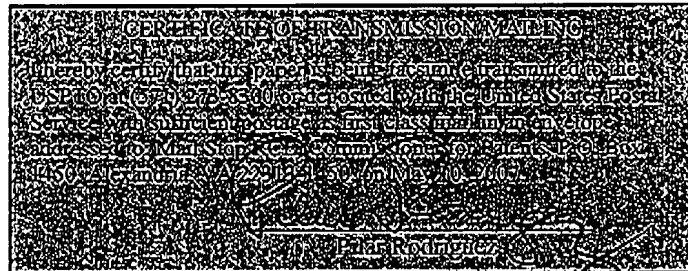 CERTIFICATE OF TRANSMISSION/MAILING
I hereby certify that this paper is being facsimile transmitted to the
USPTO at (571) 273-8300 or deposited with the United States Postal
Service with sufficient postage as first class mail in an envelope
addressed to: Mail Stop Commissioner for Patents, P.O. Box
1450, Alexandria, VA 22313-1450, on May 10, 2007.
Pilar Rodriguez